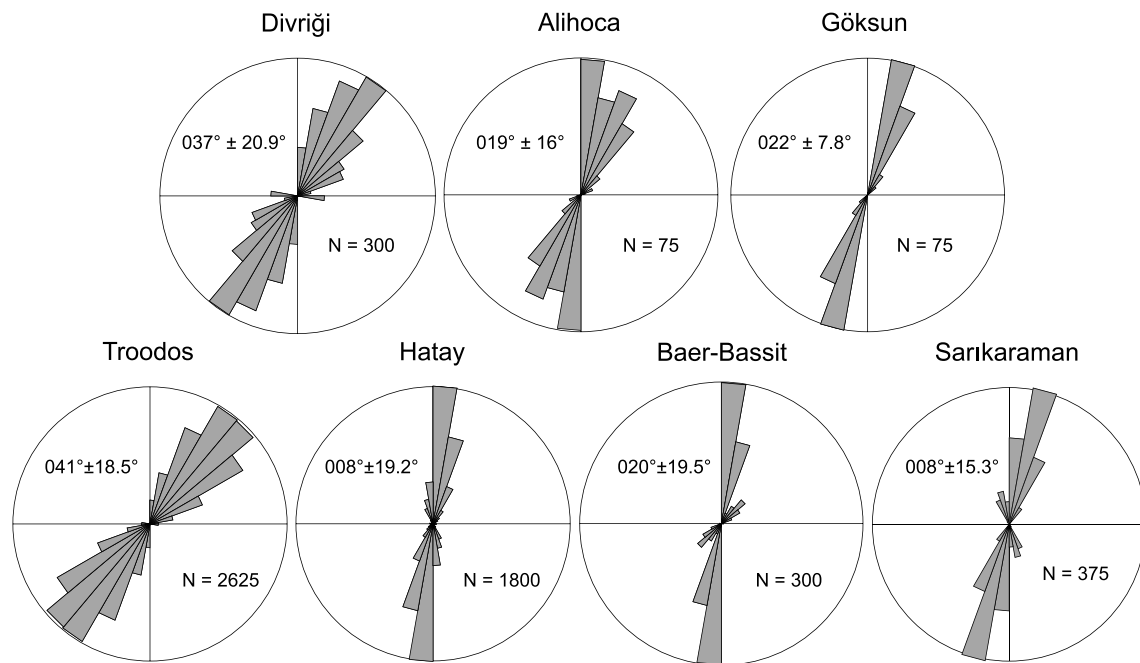 Divriği
Alihoca
Göksun
037° ± 20.9°
019° ± 16°
022° ± 7.8°
N = 300
N = 75
N = 75
Troodos
Hatay
Baer-Bassit
Sarıkaraman
041°±18.5°
008°±19.2°
020°±19.5°
008°±15.3°
N = 2625
N = 1800
N = 300
N = 375